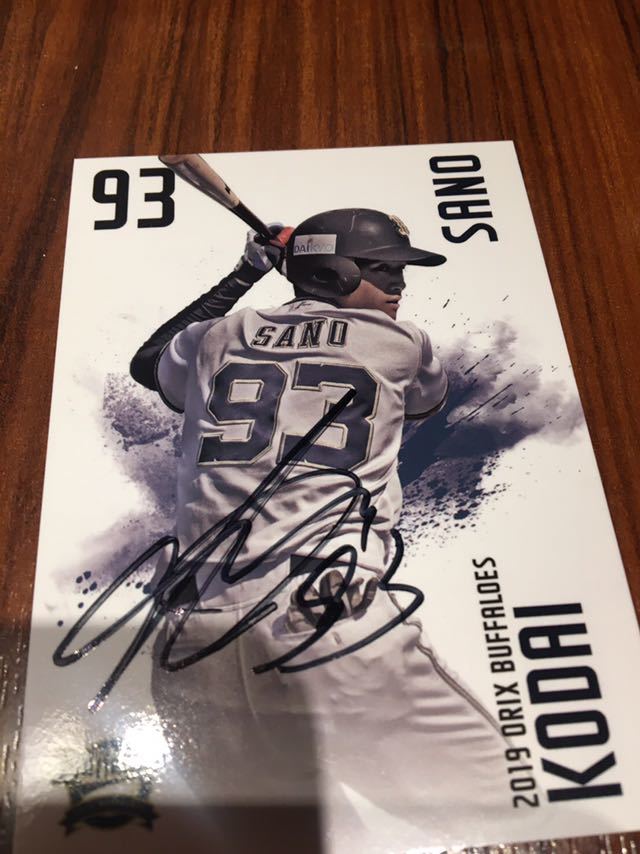 93
SANO
DAIKYO
SANO
93
2019 ORIX BUFFALOES
KODAI